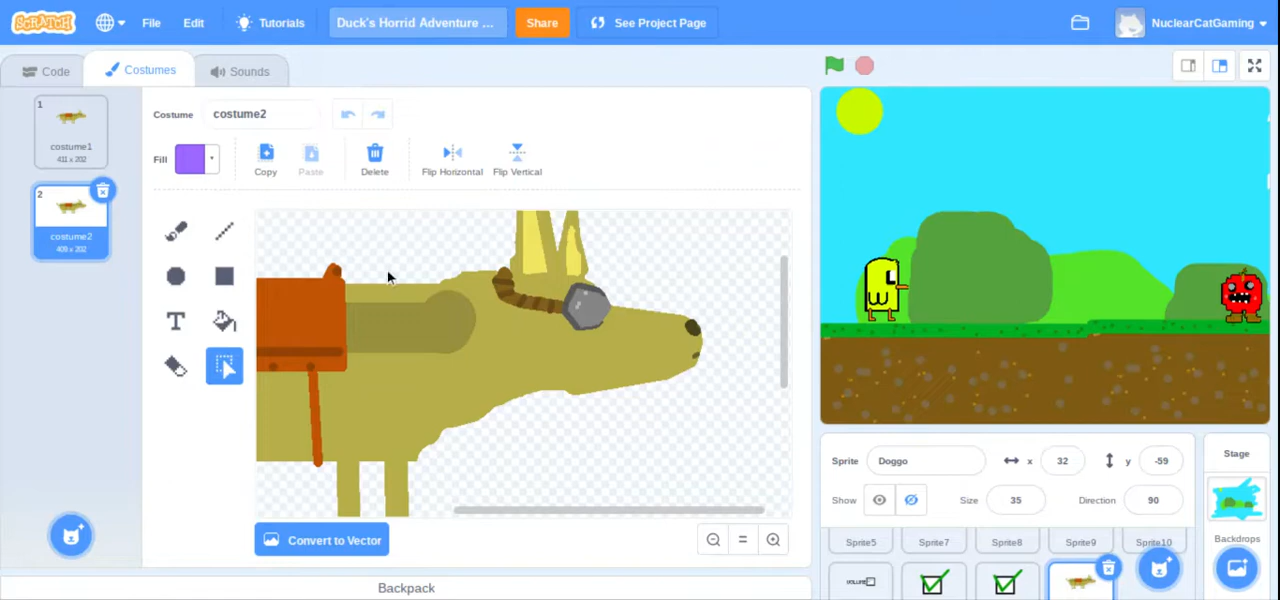 SCRATCH
File
Edit
Tutorials
Duck's Horrid Adventure ...
Share
See Project Page
NuclearCatGaming
Code
Costumes
Sounds
1
costume1
411 x 202
2
costume2
409 x 202
Costume
costume2
Fill
Copy
Paste
Delete
Flip Horizontal
Flip Vertical
T
Convert to Vector
=
Backpack
Sprite
Doggo
x
32
y
-59
Show
Size
35
Direction
90
Stage
Backdrops
Sprite5
Sprite7
Sprite8
Sprite9
Sprite10
VOLUME